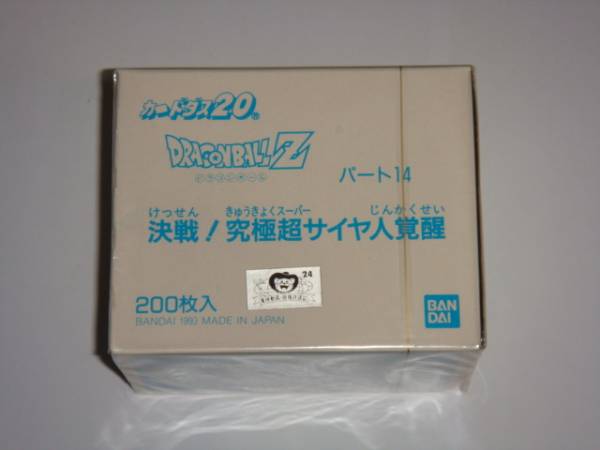 カードダス20®
DRAGONBALL Z
ドラゴンボール
パート14
けっせん きゅうきょくスーパー じんかくせい
決戦！究極超サイヤ人覚醒
24
200枚入
BANDAI 1993 MADE IN JAPAN
BAN
DAI